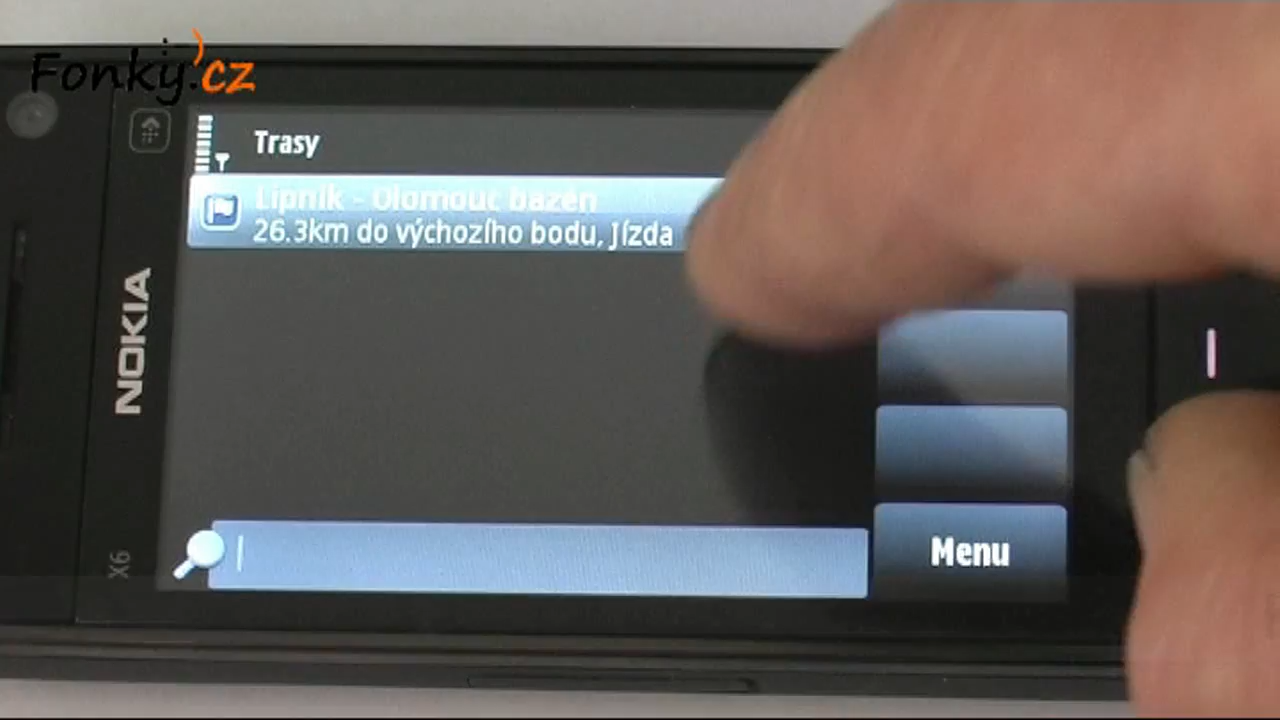 Fonky.cz
Trasy
Lipník - Olomouc bazén
26.3km do výchozího bodu, Jízda
NOKIA
X6
Menu